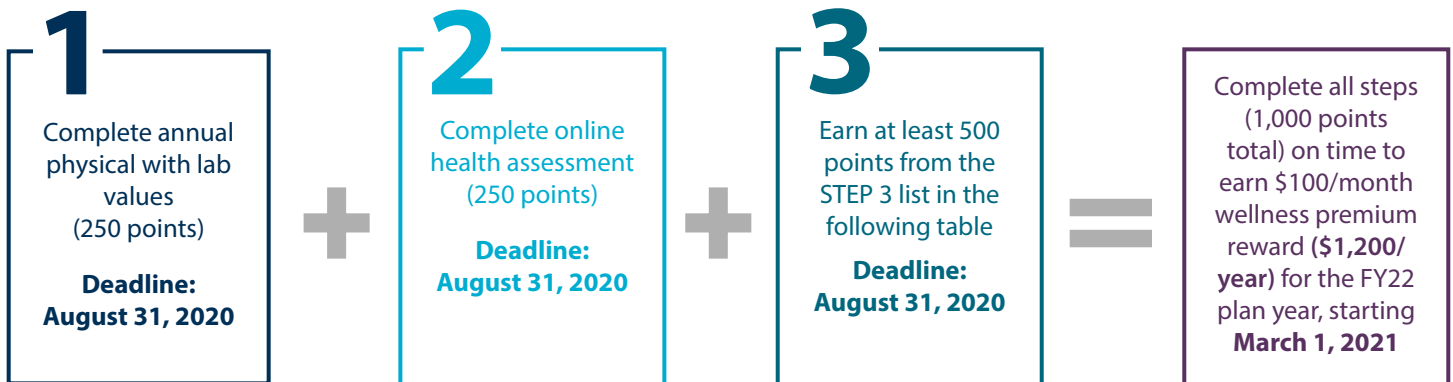 1
Complete annual
physical with lab
values
(250 points)
Deadline:
August 31, 2020
+
2
Complete online
health assessment
(250 points)
Deadline:
August 31, 2020
+
3
Earn at least 500
points from the
STEP 3 list in the
following table
Deadline:
August 31, 2020
=
Complete all steps
(1,000 points
total) on time to
earn $100/month
wellness premium
reward ($1,200/
year) for the FY22
plan year, starting
March 1, 2021